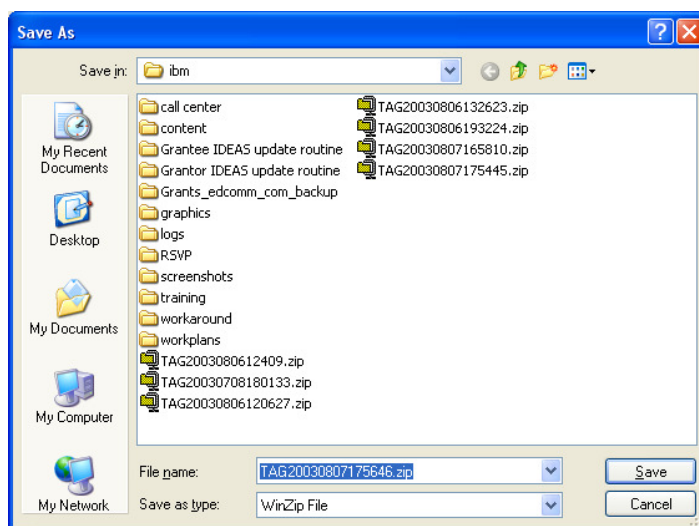 Save As
Save in:
ibm
My Recent
Documents
Desktop
My Documents
My Computer
My Network
call center
content
Grantee IDEAS update routine
Grantor IDEAS update routine
Grants_edcomm_com_backup
graphics
logs
RSVP
screenshots
training
workaround
workplans
TAG2003080612409.zip
TAG20030708180133.zip
TAG20030806120627.zip
TAG20030806132623.zip
TAG20030806193224.zip
TAG20030807165810.zip
TAG20030807175445.zip
File name:
TAG20030807175646.zip
Save
Save as type:
WinZip File
Cancel